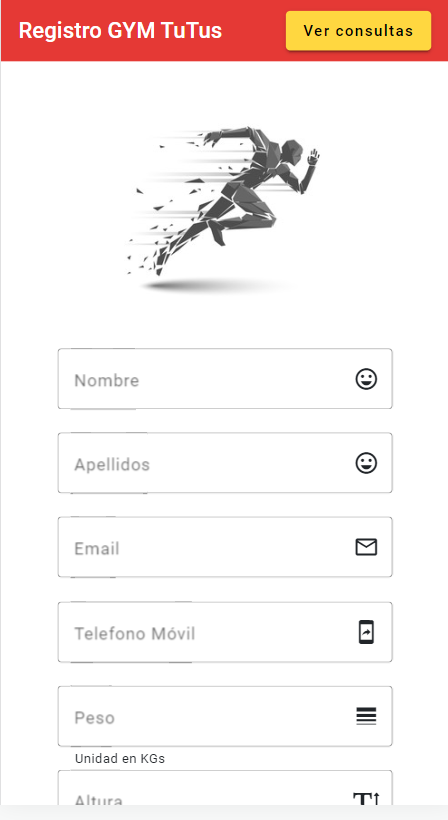 Registro GYM TuTus
Ver consultas
Nombre
Apellidos
Email
Telefono Móvil
Peso
Unidad en KGs
Altura